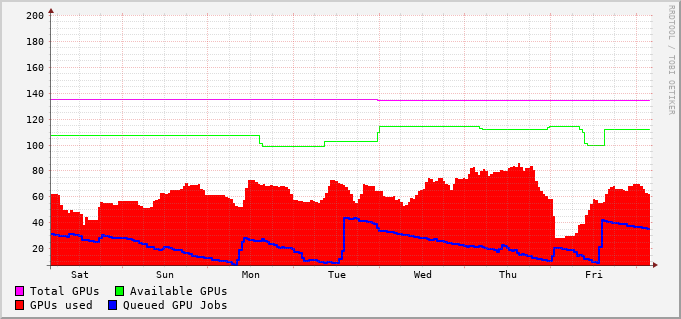 200
180
160
140
120
100
80
60
40
20
Sat Sun Mon Tue Wed Thu Fri
Total GPUs Available GPUs
GPUs used Queued GPU Jobs
RRDTOOL / TOBI OETIKER